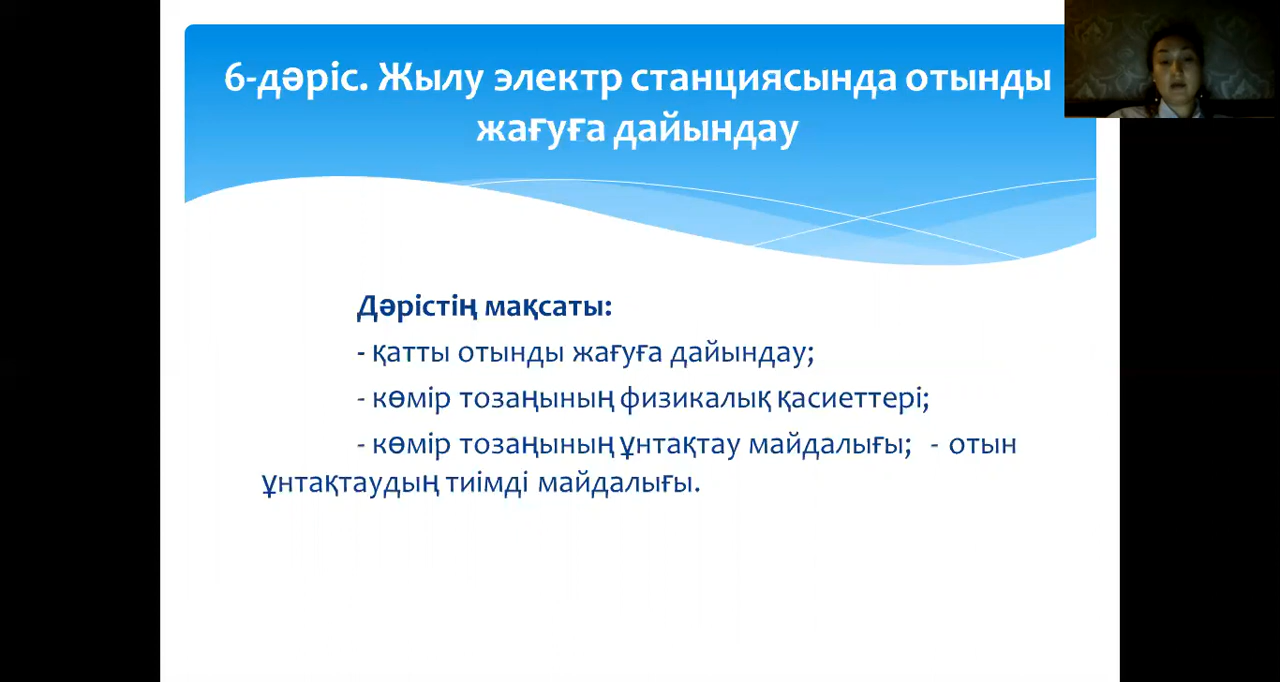 6-дәріс. Жылу электр станциясында отынды
жағуға дайындау
Дәрістің мақсаты:
- қатты отынды жағуға дайындау;
- көмір тозаңының физикалық қасиеттері;
- көмір тозаңының ұнтақтау майдалығы; - отын
ұнтақтаудың тиімді майдалығы.